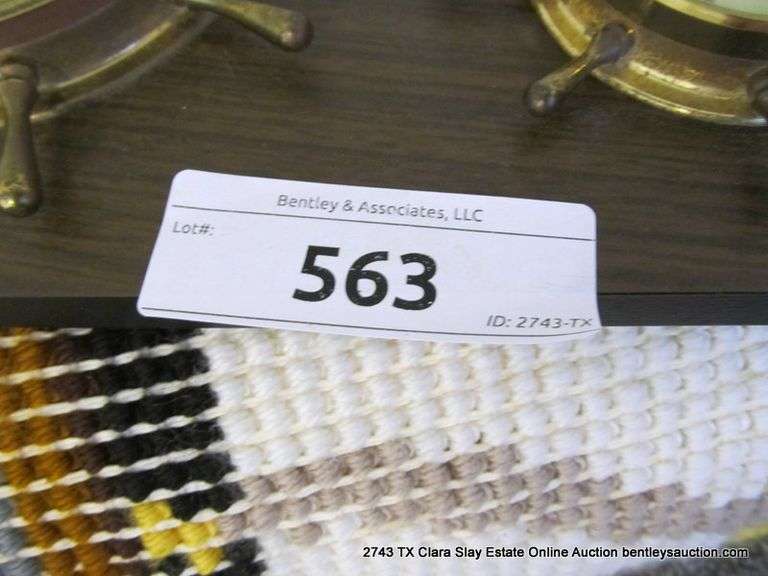 Bentley & Associates, LLC
Lot#:
563
ID: 2743-TX
2743 TX Clara Slay Estate Online Auction bentleysauction.com